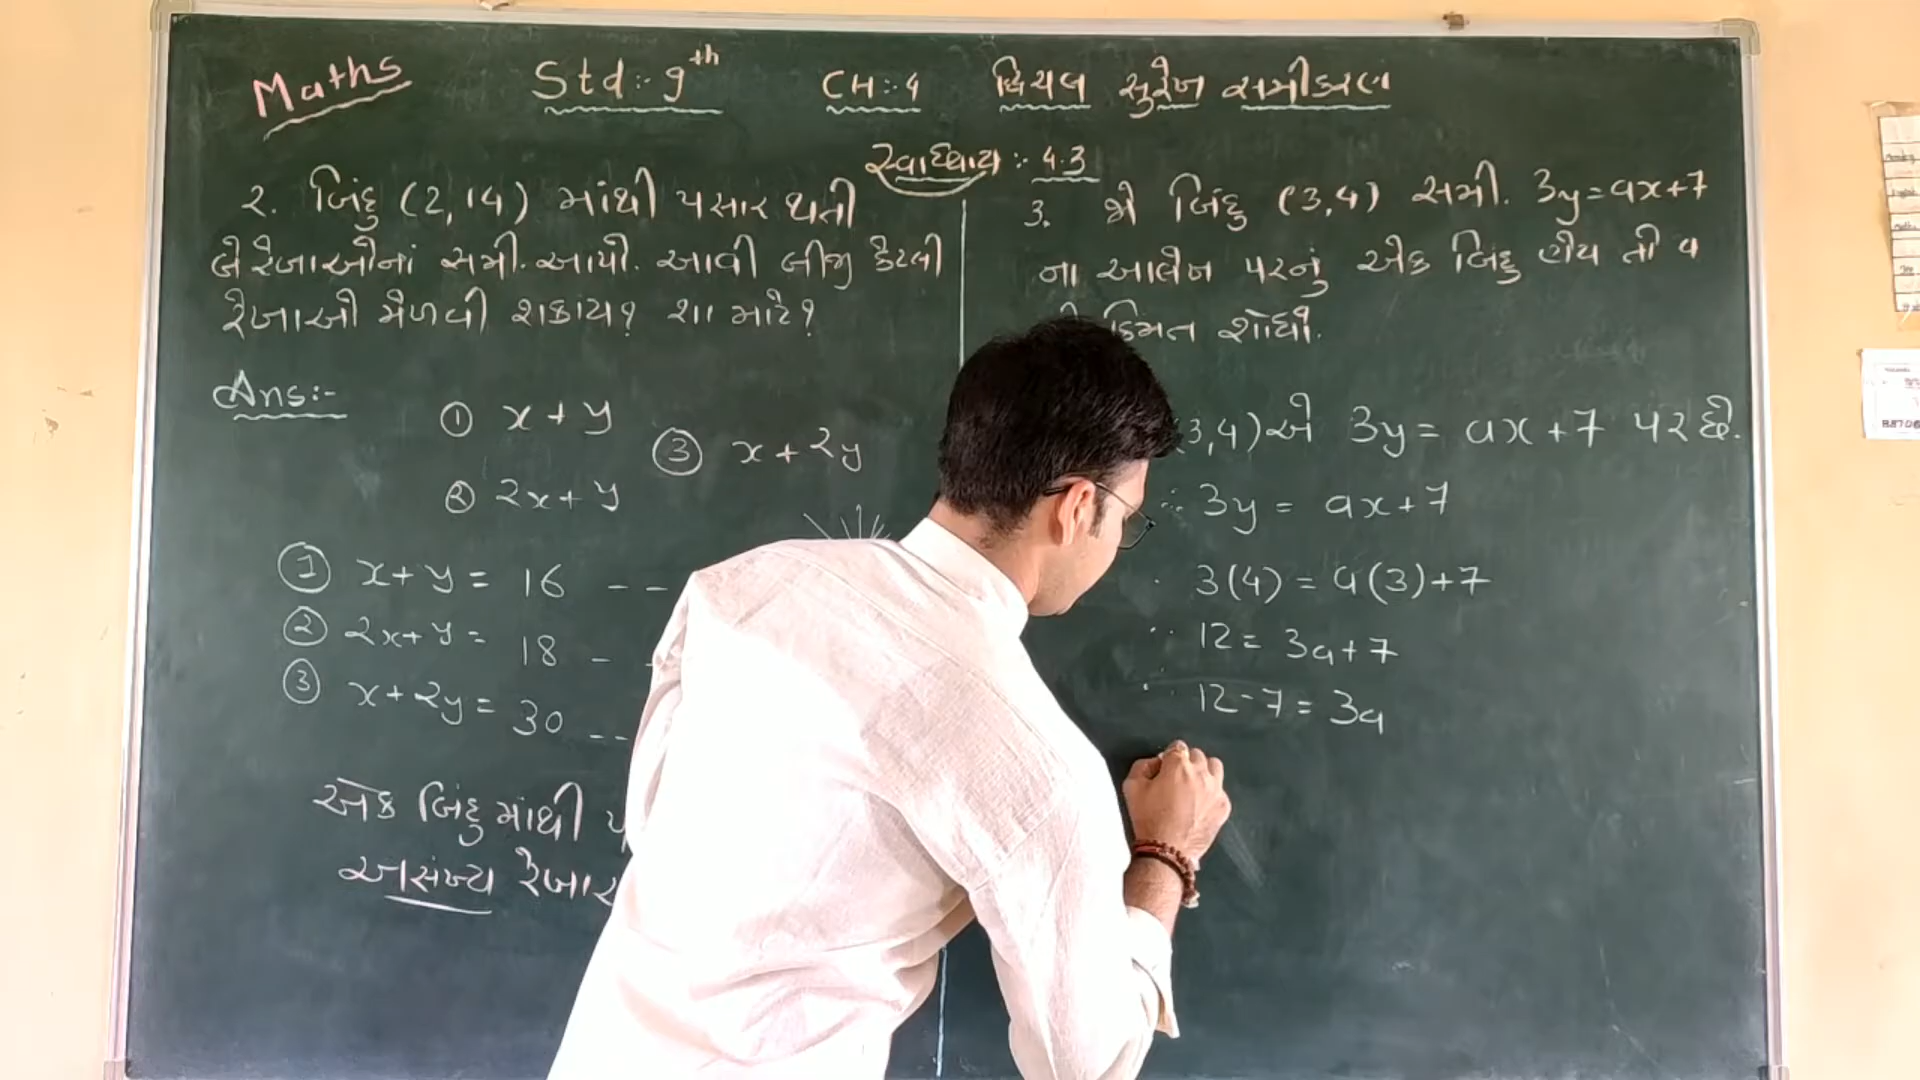 Maths Std:- 9th CH:-4 દ્વિચલ સુરેખ સમીકરણ
સ્વાધ્યાય :- 4.3
2. બિંદુ (2,14) માંથી પસાર થતી
બે રેખાઓનાં સમી. આપો. આવી બીજી કેટલી
રેખાઓ મેળવી શકાય? શા માટે?
Ans:-
① x+y
③ x+2y
② 2x+y
① x+y = 16 --
② 2x+y = 18 -
③ x+2y = 30 --
એક બિંદુમાંથી
અસંખ્ય
3. જો બિંદુ (3,4) સમી. 3y=ax+7
ના આલેખ પરનું એક બિંદુ હોય તો a
કિંમત શોધો.
(3,4) એ 3y = ax+7 પર છે.
∴ 3y = ax+7
∴ 3(4) = a(3)+7
∴ 12 = 3a+7
∴ 12-7 = 3a